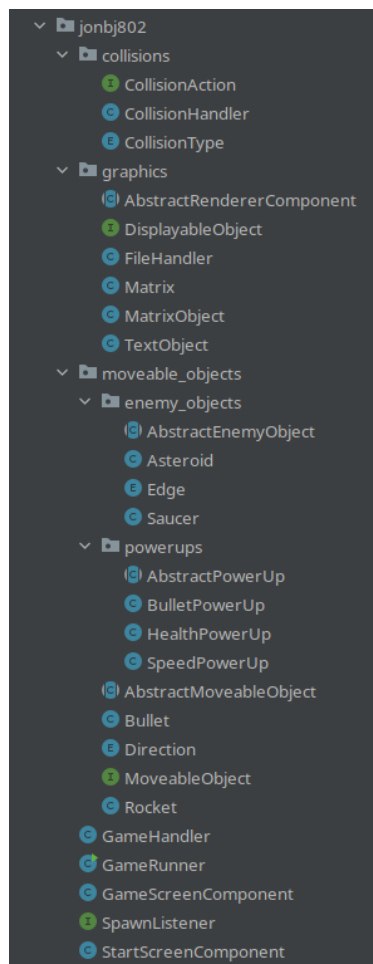 jonbj802
collisions
CollisionAction
CollisionHandler
CollisionType
graphics
AbstractRendererComponent
DisplayableObject
FileHandler
Matrix
MatrixObject
TextObject
moveable_objects
enemy_objects
AbstractEnemyObject
Asteroid
Edge
Saucer
powerups
AbstractPowerUp
BulletPowerUp
HealthPowerUp
SpeedPowerUp
AbstractMoveableObject
Bullet
Direction
MoveableObject
Rocket
GameHandler
GameRunner
GameScreenComponent
SpawnListener
StartScreenComponent